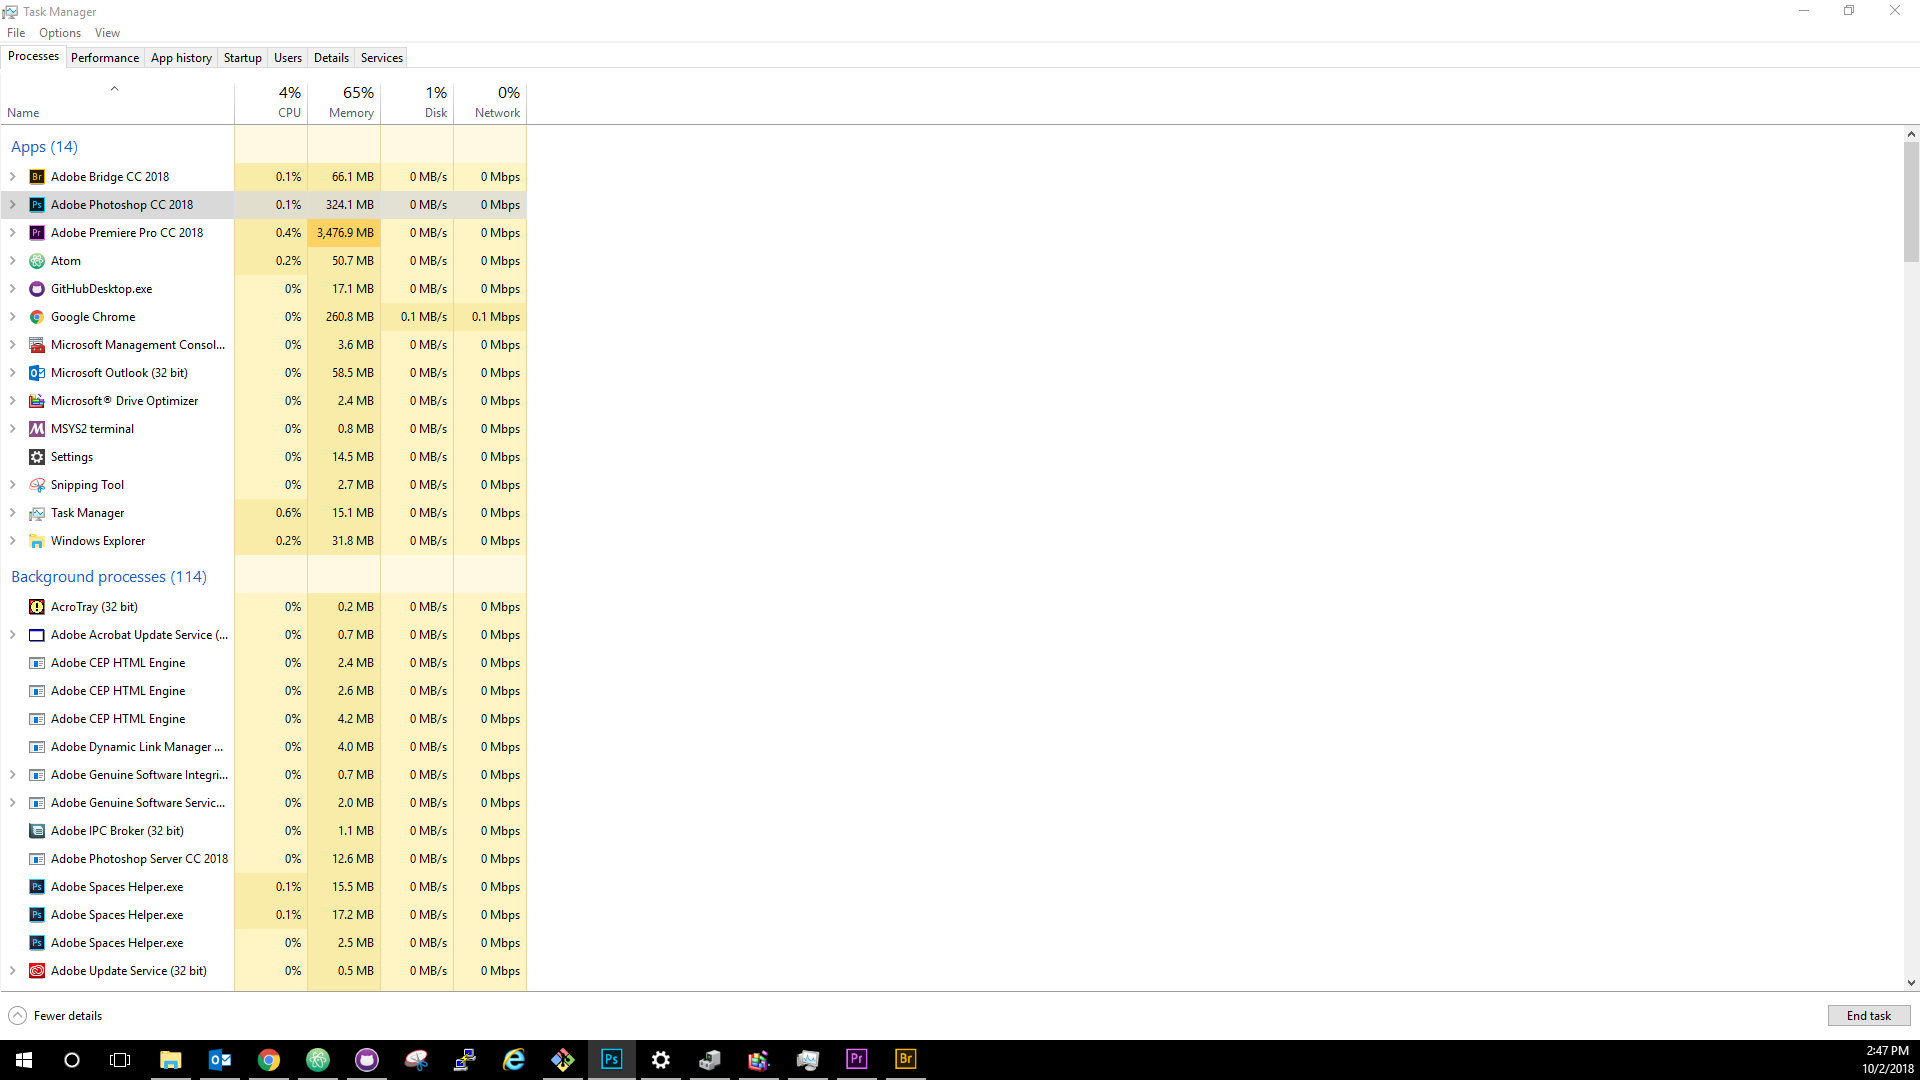 Task Manager
File Options View
Processes Performance App history Startup Users Details Services
4% 65% 1% 0%
Name CPU Memory Disk Network
Apps (14)
Br Adobe Bridge CC 2018 0.1% 66.1 MB 0 MB/s 0 Mbps
Ps Adobe Photoshop CC 2018 0.1% 324.1 MB 0 MB/s 0 Mbps
Pr Adobe Premiere Pro CC 2018 0.4% 3,476.9 MB 0 MB/s 0 Mbps
Atom 0.2% 50.7 MB 0 MB/s 0 Mbps
GitHubDesktop.exe 0% 17.1 MB 0 MB/s 0 Mbps
Google Chrome 0% 260.8 MB 0.1 MB/s 0.1 Mbps
Microsoft Management Consol... 0% 3.6 MB 0 MB/s 0 Mbps
Microsoft Outlook (32 bit) 0% 58.5 MB 0 MB/s 0 Mbps
Microsoft® Drive Optimizer 0% 2.4 MB 0 MB/s 0 Mbps
MSYS2 terminal 0% 0.8 MB 0 MB/s 0 Mbps
Settings 0% 14.5 MB 0 MB/s 0 Mbps
Snipping Tool 0% 2.7 MB 0 MB/s 0 Mbps
Task Manager 0.6% 15.1 MB 0 MB/s 0 Mbps
Windows Explorer 0.2% 31.8 MB 0 MB/s 0 Mbps
Background processes (114)
AcroTray (32 bit) 0% 0.2 MB 0 MB/s 0 Mbps
Adobe Acrobat Update Service (... 0% 0.7 MB 0 MB/s 0 Mbps
Adobe CEP HTML Engine 0% 2.4 MB 0 MB/s 0 Mbps
Adobe CEP HTML Engine 0% 2.6 MB 0 MB/s 0 Mbps
Adobe CEP HTML Engine 0% 4.2 MB 0 MB/s 0 Mbps
Adobe Dynamic Link Manager ... 0% 4.0 MB 0 MB/s 0 Mbps
Adobe Genuine Software Integri... 0% 0.7 MB 0 MB/s 0 Mbps
Adobe Genuine Software Servic... 0% 2.0 MB 0 MB/s 0 Mbps
Adobe IPC Broker (32 bit) 0% 1.1 MB 0 MB/s 0 Mbps
Adobe Photoshop Server CC 2018 0% 12.6 MB 0 MB/s 0 Mbps
Ps Adobe Spaces Helper.exe 0.1% 15.5 MB 0 MB/s 0 Mbps
Ps Adobe Spaces Helper.exe 0.1% 17.2 MB 0 MB/s 0 Mbps
Ps Adobe Spaces Helper.exe 0% 2.5 MB 0 MB/s 0 Mbps
Adobe Update Service (32 bit) 0% 0.5 MB 0 MB/s 0 Mbps
Fewer details End task
Ps Pr Br 2:47 PM
10/2/2018